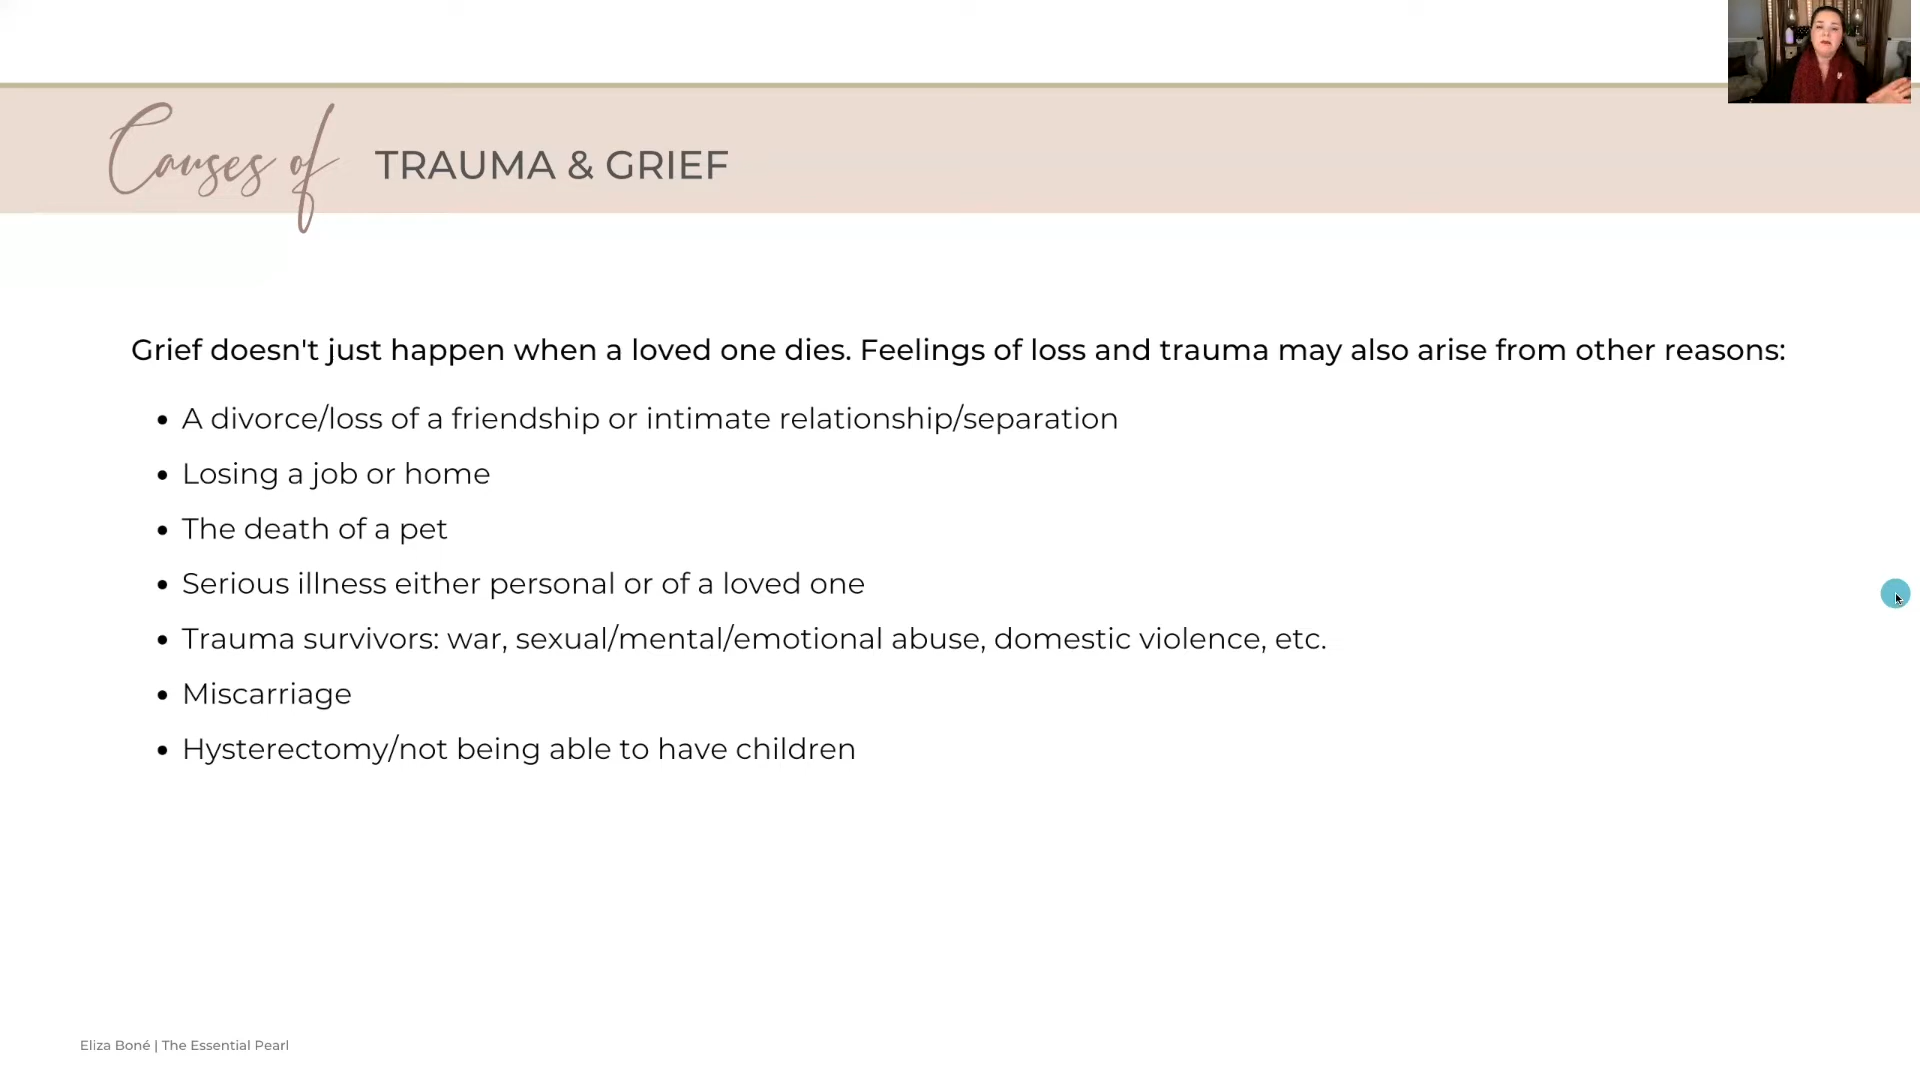 Causes of TRAUMA & GRIEF
Grief doesn't just happen when a loved one dies. Feelings of loss and trauma may also arise from other reasons:
• A divorce/loss of a friendship or intimate relationship/separation
• Losing a job or home
• The death of a pet
• Serious illness either personal or of a loved one
• Trauma survivors: war, sexual/mental/emotional abuse, domestic violence, etc.
• Miscarriage
• Hysterectomy/not being able to have children
Eliza Boné | The Essential Pearl